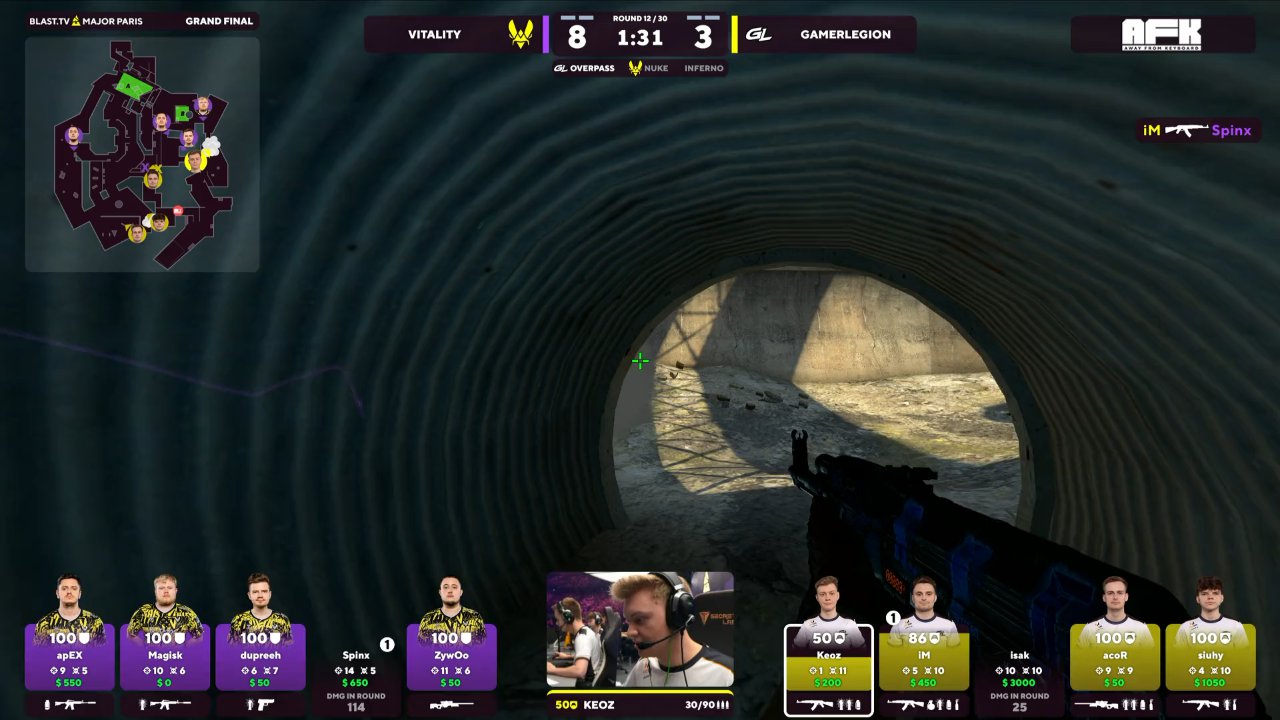 BLAST.TV MAJOR PARIS GRAND FINAL
VITALITY 8 ROUND 12 / 30 1:31 3 GL GAMERLEGION
AFK
AWAY FROM KEYBOARD
GL OVERPASS NUKE INFERNO
A
B
iM Spinx
100 100 100 100 50 86 100 100
apEX Magisk dupreeh Spinx 1 ZywOo Keoz 1 iM isak acoR siuhy
9 5 10 6 6 7 14 5 11 6 1 11 5 10 10 10 9 9 4 10
$550 $0 $50 $650 $50 $200 $450 $3000 $50 $1050
DMG IN ROUND
114
DMG IN ROUND
25
50 KEOZ 30/90